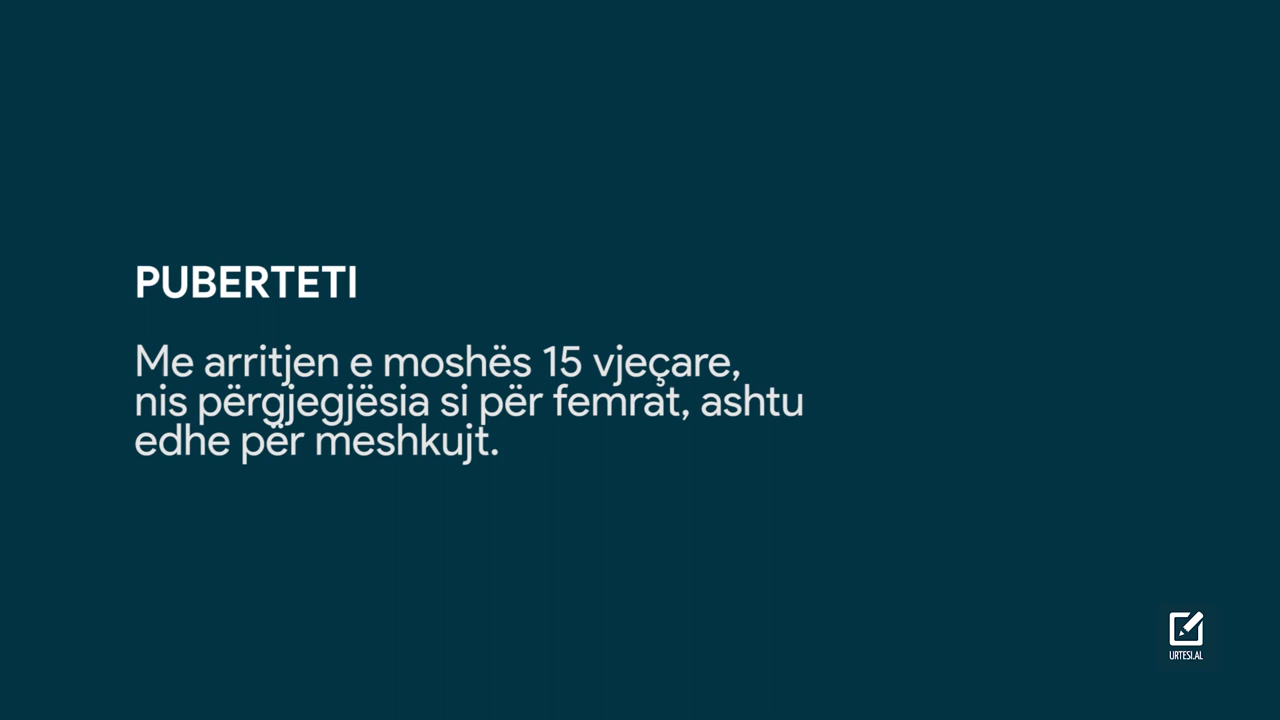 PUBERTETI
Me arritjen e moshës 15 vjeçare,
nis përgjegjësia si për femrat, ashtu
edhe për meshkujt.
URTESI.AL